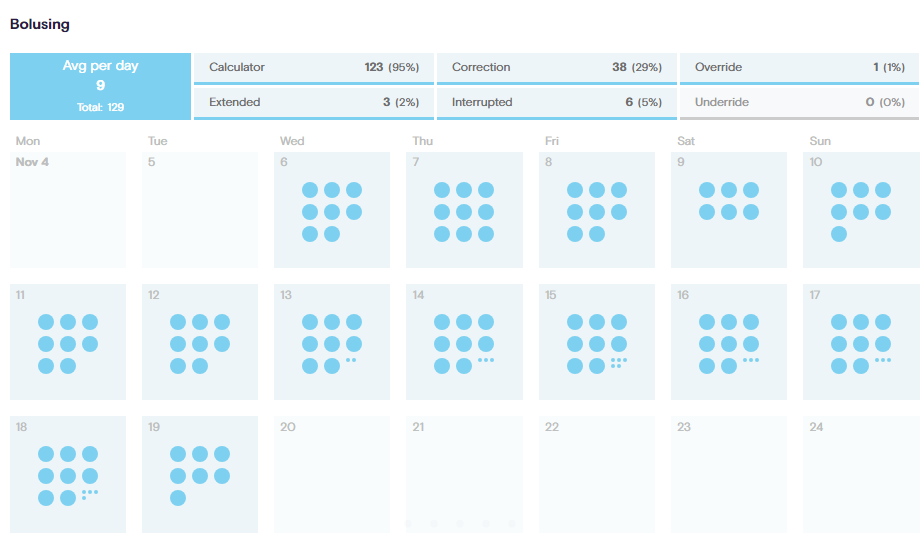 Bolusing
Avg per day
9
Total: 129
Calculator 123 (95%)
Correction 38 (29%)
Override 1 (1%)
Extended 3 (2%)
Interrupted 6 (5%)
Underride 0 (0%)
Mon Tue Wed Thu Fri Sat Sun
Nov 4 5 6 7 8 9 10
11 12 13 14 15 16 17
18 19 20 21 22 23 24